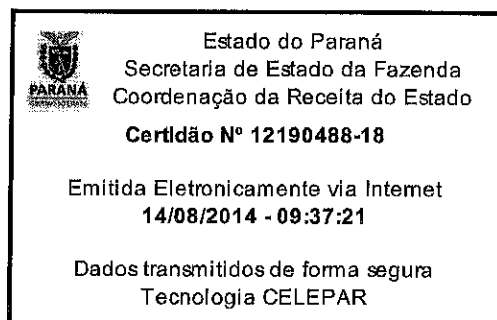 Estado do Paraná
Secretaria de Estado da Fazenda
Coordenação da Receita do Estado
PARANÁ
Certidão Nº 12190488-18
Emitida Eletronicamente via Internet
14/08/2014 - 09:37:21
Dados transmitidos de forma segura
Tecnologia CELEPAR